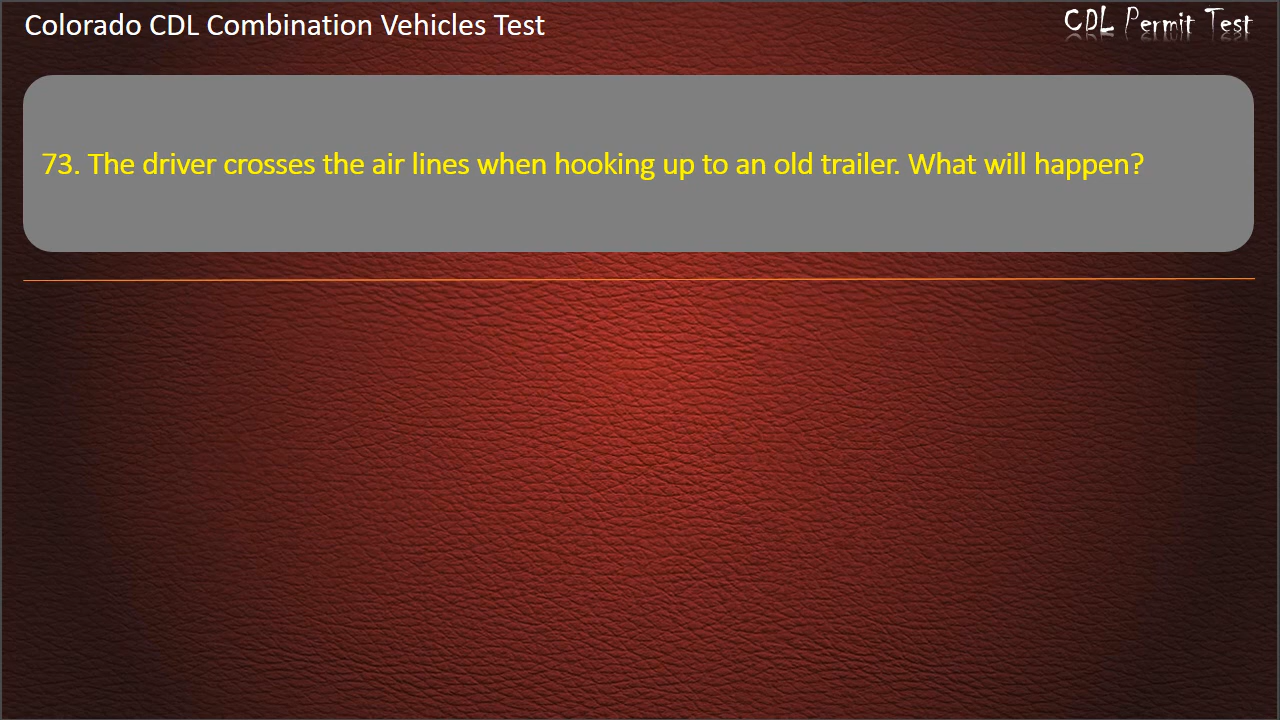 Colorado CDL Combination Vehicles Test
CDL Permit Test
73. The driver crosses the air lines when hooking up to an old trailer. What will happen?